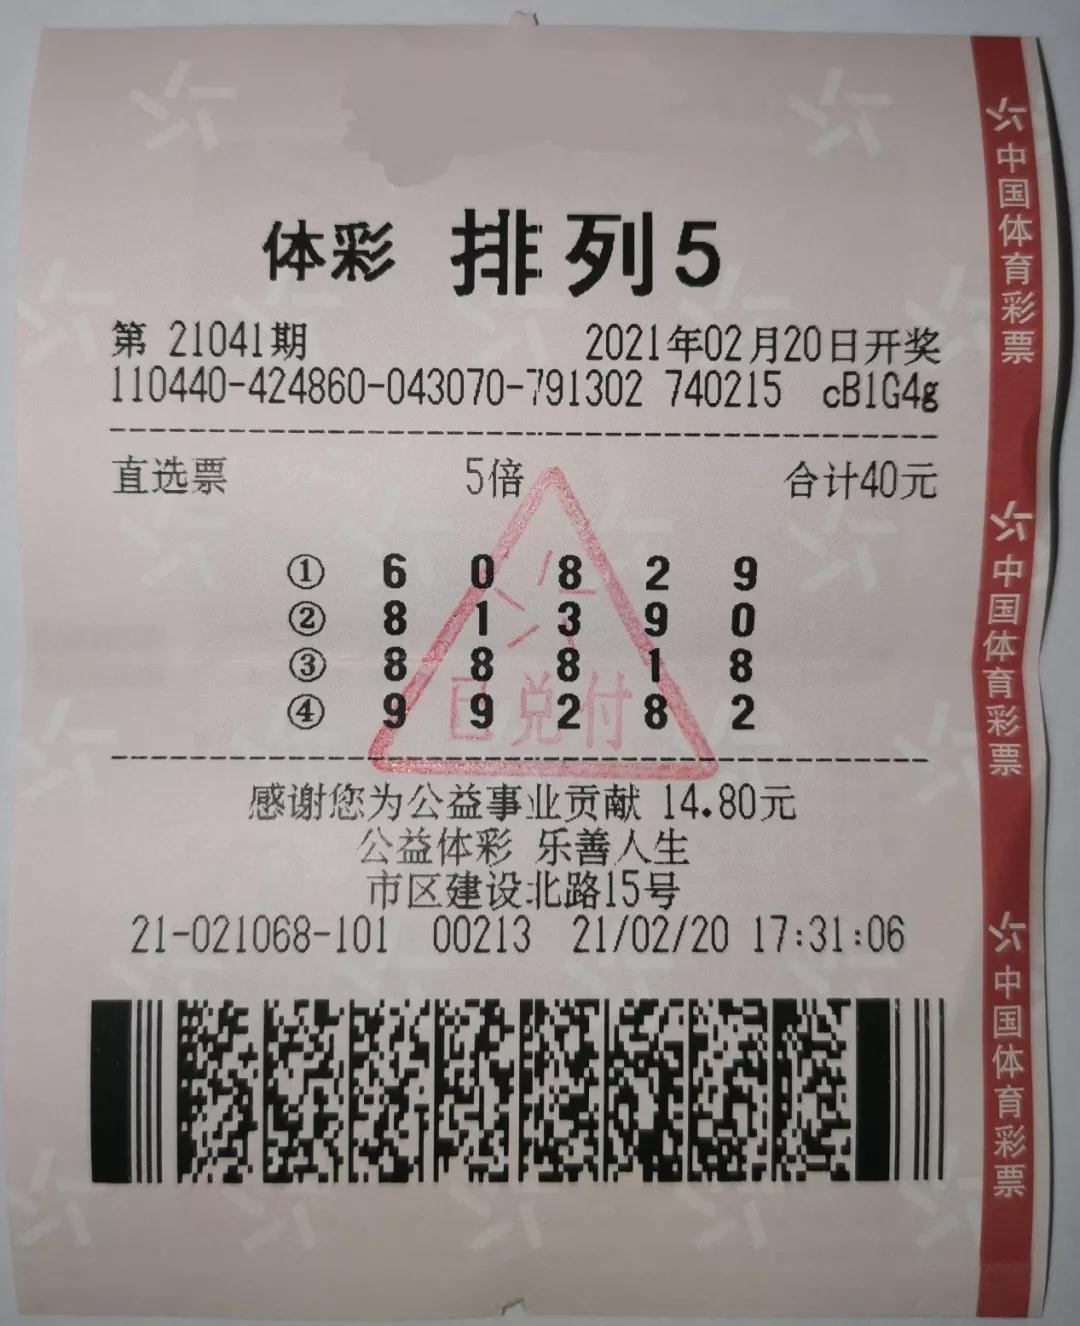 体彩 排列5
第 21041期 2021年02月20日开奖
110440-424860-043070-791302 740215 cB1G4g
直选票 5倍 合计40元
① 6 0 8 2 9
② 8 1 3 9 0
③ 8 8 8 1 8
④ 9 9 2 8 2
已兑付
感谢您为公益事业贡献 14.80元
公益体彩 乐善人生
市区建设北路15号
21-021068-101 00213 21/02/20 17:31:06
中国体育彩票
中国体育彩票
中国体育彩票